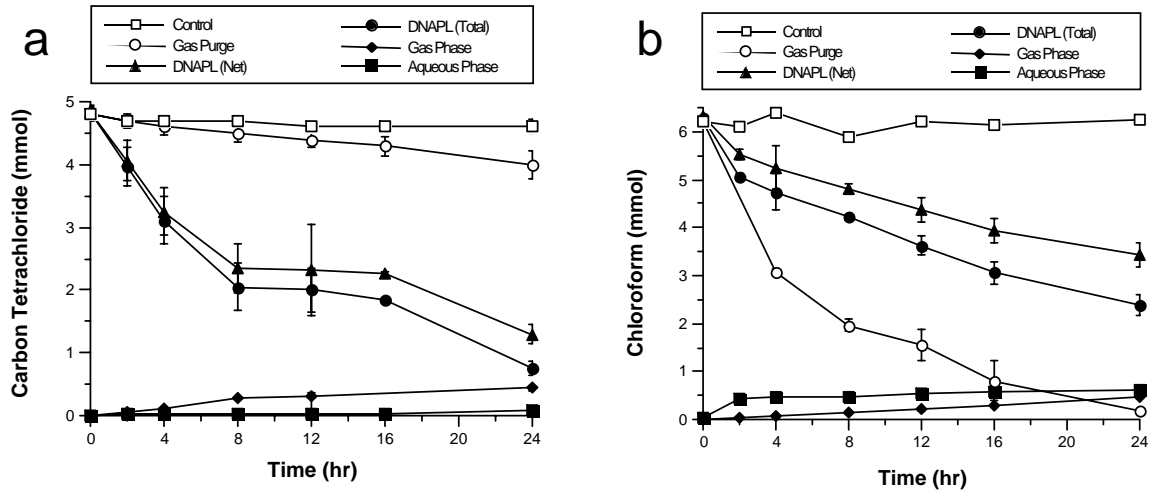 a
Control
Gas Purge
DNAPL (Net)
DNAPL (Total)
Gas Phase
Aqueous Phase
5
4
3
2
1
0
Carbon Tetrachloride (mmol)
0 4 8 12 16 20 24
Time (hr)
b
Control
Gas Purge
DNAPL (Net)
DNAPL (Total)
Gas Phase
Aqueous Phase
6
5
4
3
2
1
0
Chloroform (mmol)
0 4 8 12 16 20 24
Time (hr)